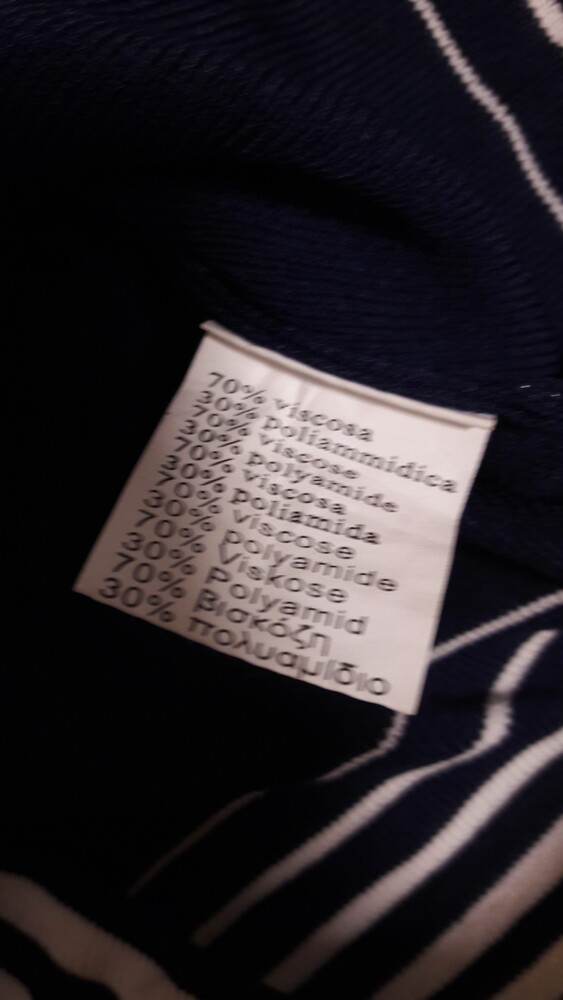 70% viscosa
30% poliammidica
70% viscose
30% polyamide
70% viscosa
30% poliamida
70% viscose
30% polyamide
70% Viskose
30% Polyamid
70% βισκόζη
30% πολυαμίδιο